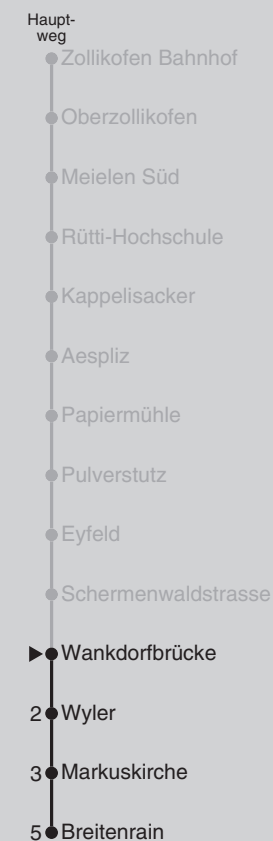 Haupt-
weg
Zollikofen Bahnhof
Oberzollikofen
Meielen Süd
Rütti-Hochschule
Kappelisacker
Aespliz
Papiermühle
Pulverstutz
Eyfeld
Schermenwaldstrasse
Wankdorfbrücke
2 Wyler
3 Markuskirche
5 Breitenrain